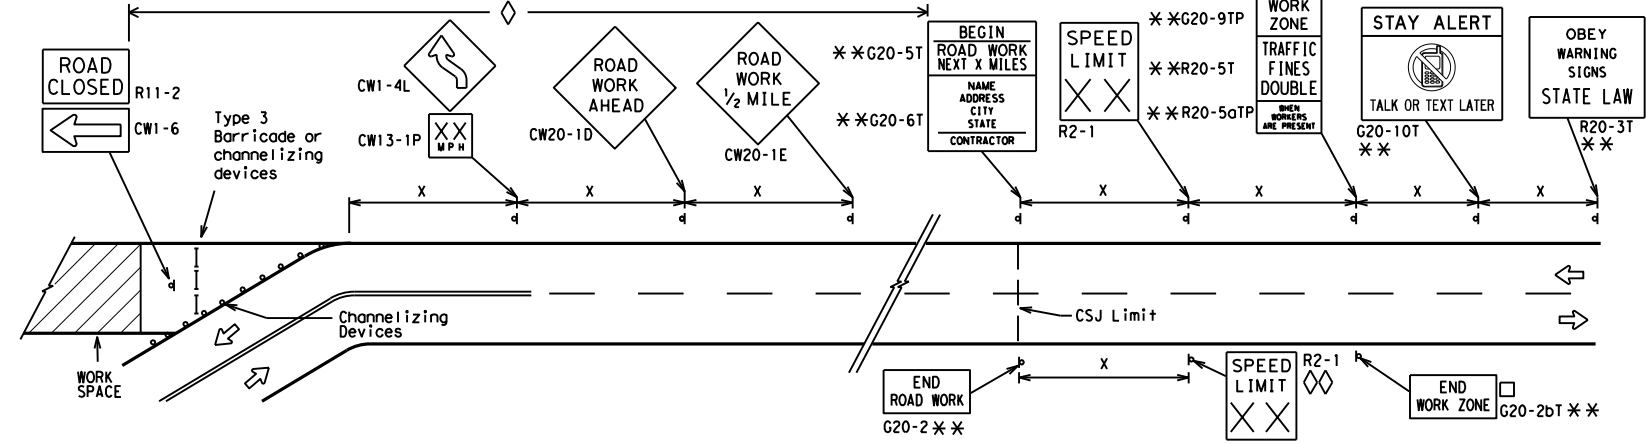 ROAD
CLOSED
R11-2
CW1-6
Type 3
Barricade or
channelizing
devices
CW1-4L
XX
MPH
CW13-1P
ROAD
WORK
AHEAD
CW20-1D
ROAD
WORK
1/2 MILE
CW20-1E
**G20-5T
BEGIN
ROAD WORK
NEXT X MILES
**G20-6T
NAME
ADDRESS
CITY
STATE
CONTRACTOR
SPEED
LIMIT
XX
R2-1
**G20-9TP
WORK
ZONE
**R20-5T
TRAFFIC
FINES
DOUBLE
**R20-5aTP
WHEN
WORKERS
ARE PRESENT
STAY ALERT
TALK OR TEXT LATER
G20-10T
**
OBEY
WARNING
SIGNS
STATE LAW
R20-3T
**
X X X X X X X
Channelizing
Devices
CSJ Limit
WORK
SPACE
END
ROAD WORK
G20-2 **
X
SPEED
LIMIT
XX
R2-1
END
WORK ZONE
G20-2bT **